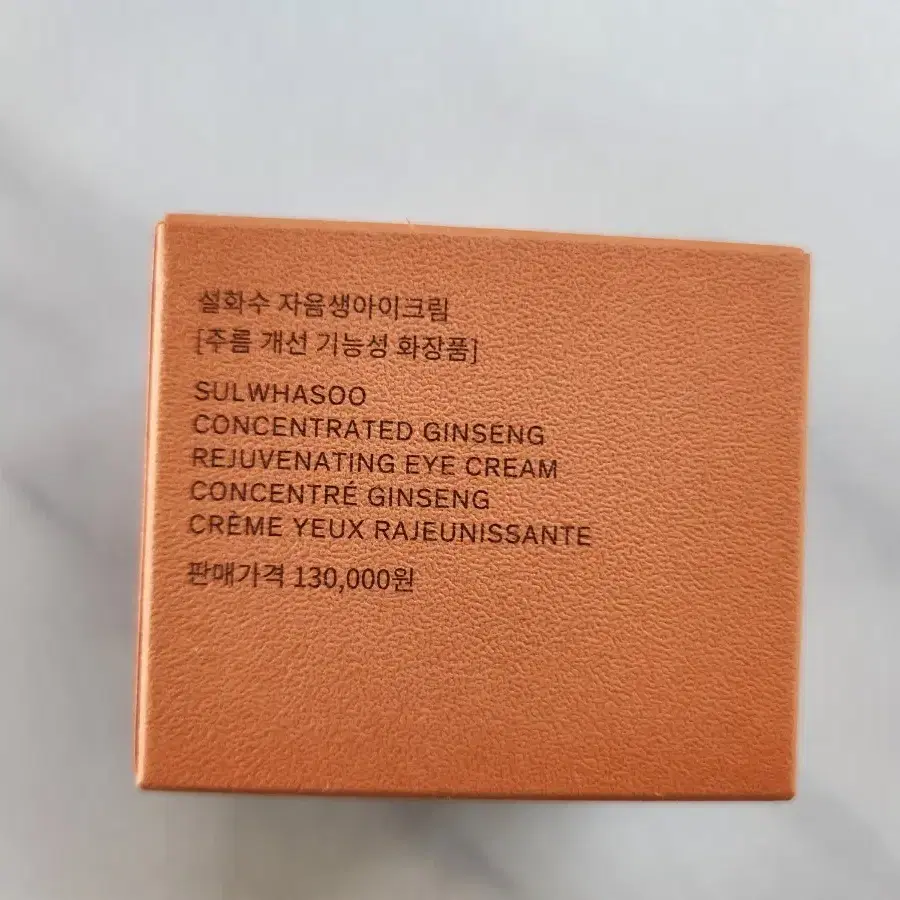 설화수 자음생아이크림
[주름 개선 기능성 화장품]
SULWHASOO
CONCENTRATED GINSENG
REJUVENATING EYE CREAM
CONCENTRÉ GINSENG
CRÈME YEUX RAJEUNISSANTE
판매가격 130,000원